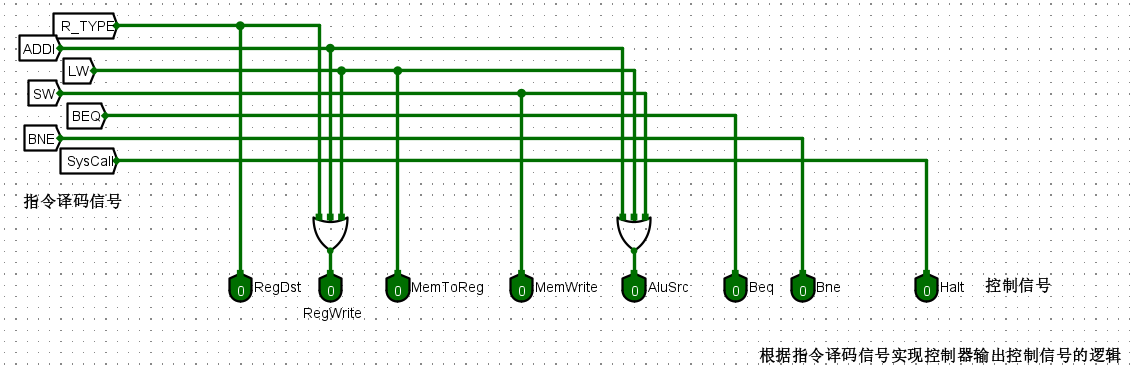 R_TYPE
ADDI
LW
SW
BEQ
BNE
SysCall
指令译码信号
0 RegDst
0
RegWrite
0 MemToReg
0 MemWrite
0 AluSrc
0 Beq
0 Bne
0 Halt
控制信号
根据指令译码信号实现控制器输出控制信号的逻辑